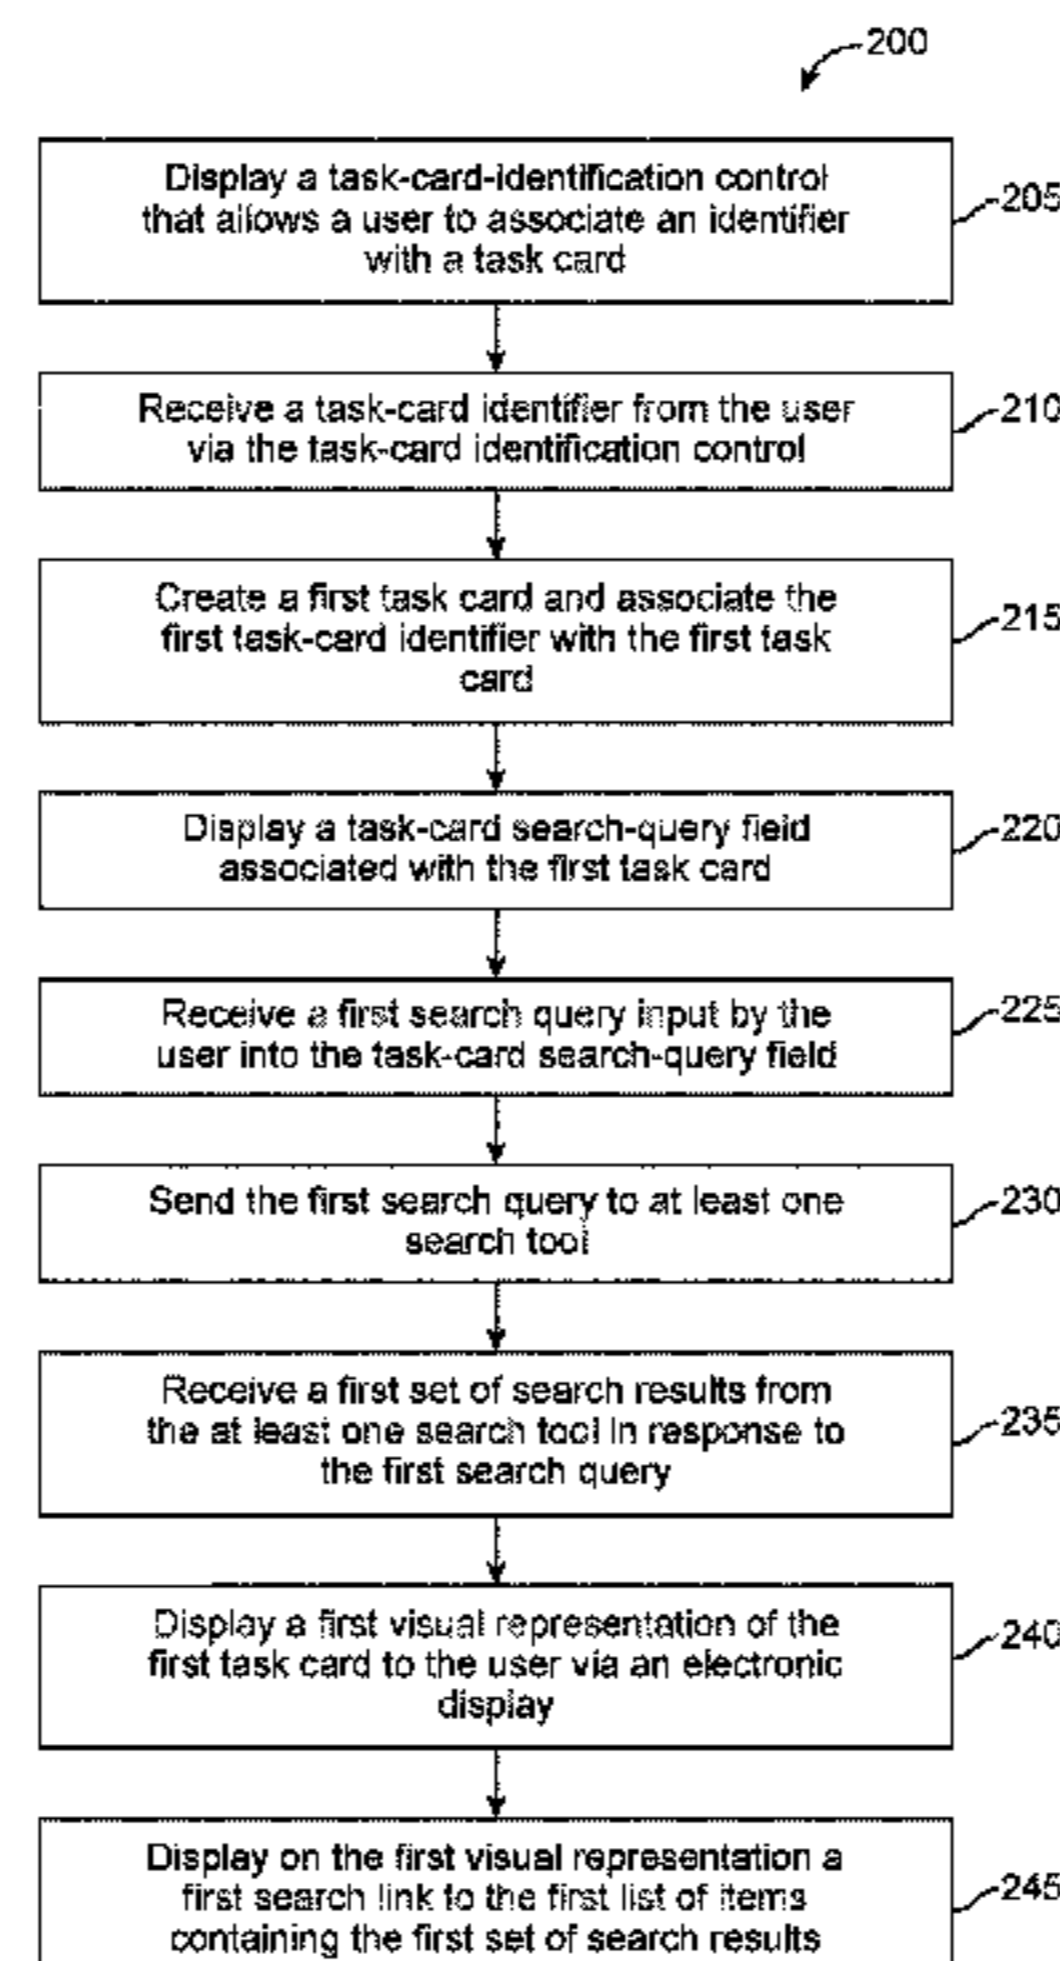 200
Display a task-card-identification control
that allows a user to associate an identifier
with a task card
205
Receive a task-card identifier from the user
via the task-card identification control
210
Create a first task card and associate the
first task-card identifier with the first task
card
215
Display a task-card search-query field
associated with the first task card
220
Receive a first search query input by the
user into the task-card search-query field
225
Send the first search query to at least one
search tool
230
Receive a first set of search results from
the at least one search tool in response to
the first search query
235
Display a first visual representation of the
first task card to the user via an electronic
display
240
Display on the first visual representation a
first search link to the first list of items
containing the first set of search results
245